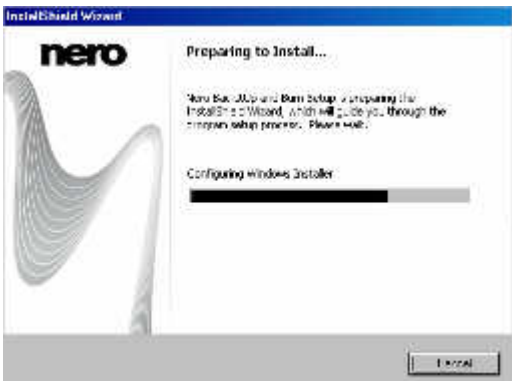 InstallShield Wizard
nero
Preparing to Install...
Nero BackItUp and Burn Setup is preparing the
InstallShield Wizard, which will guide you through the
program setup process. Please wait.
Configuring Windows Installer
Cancel